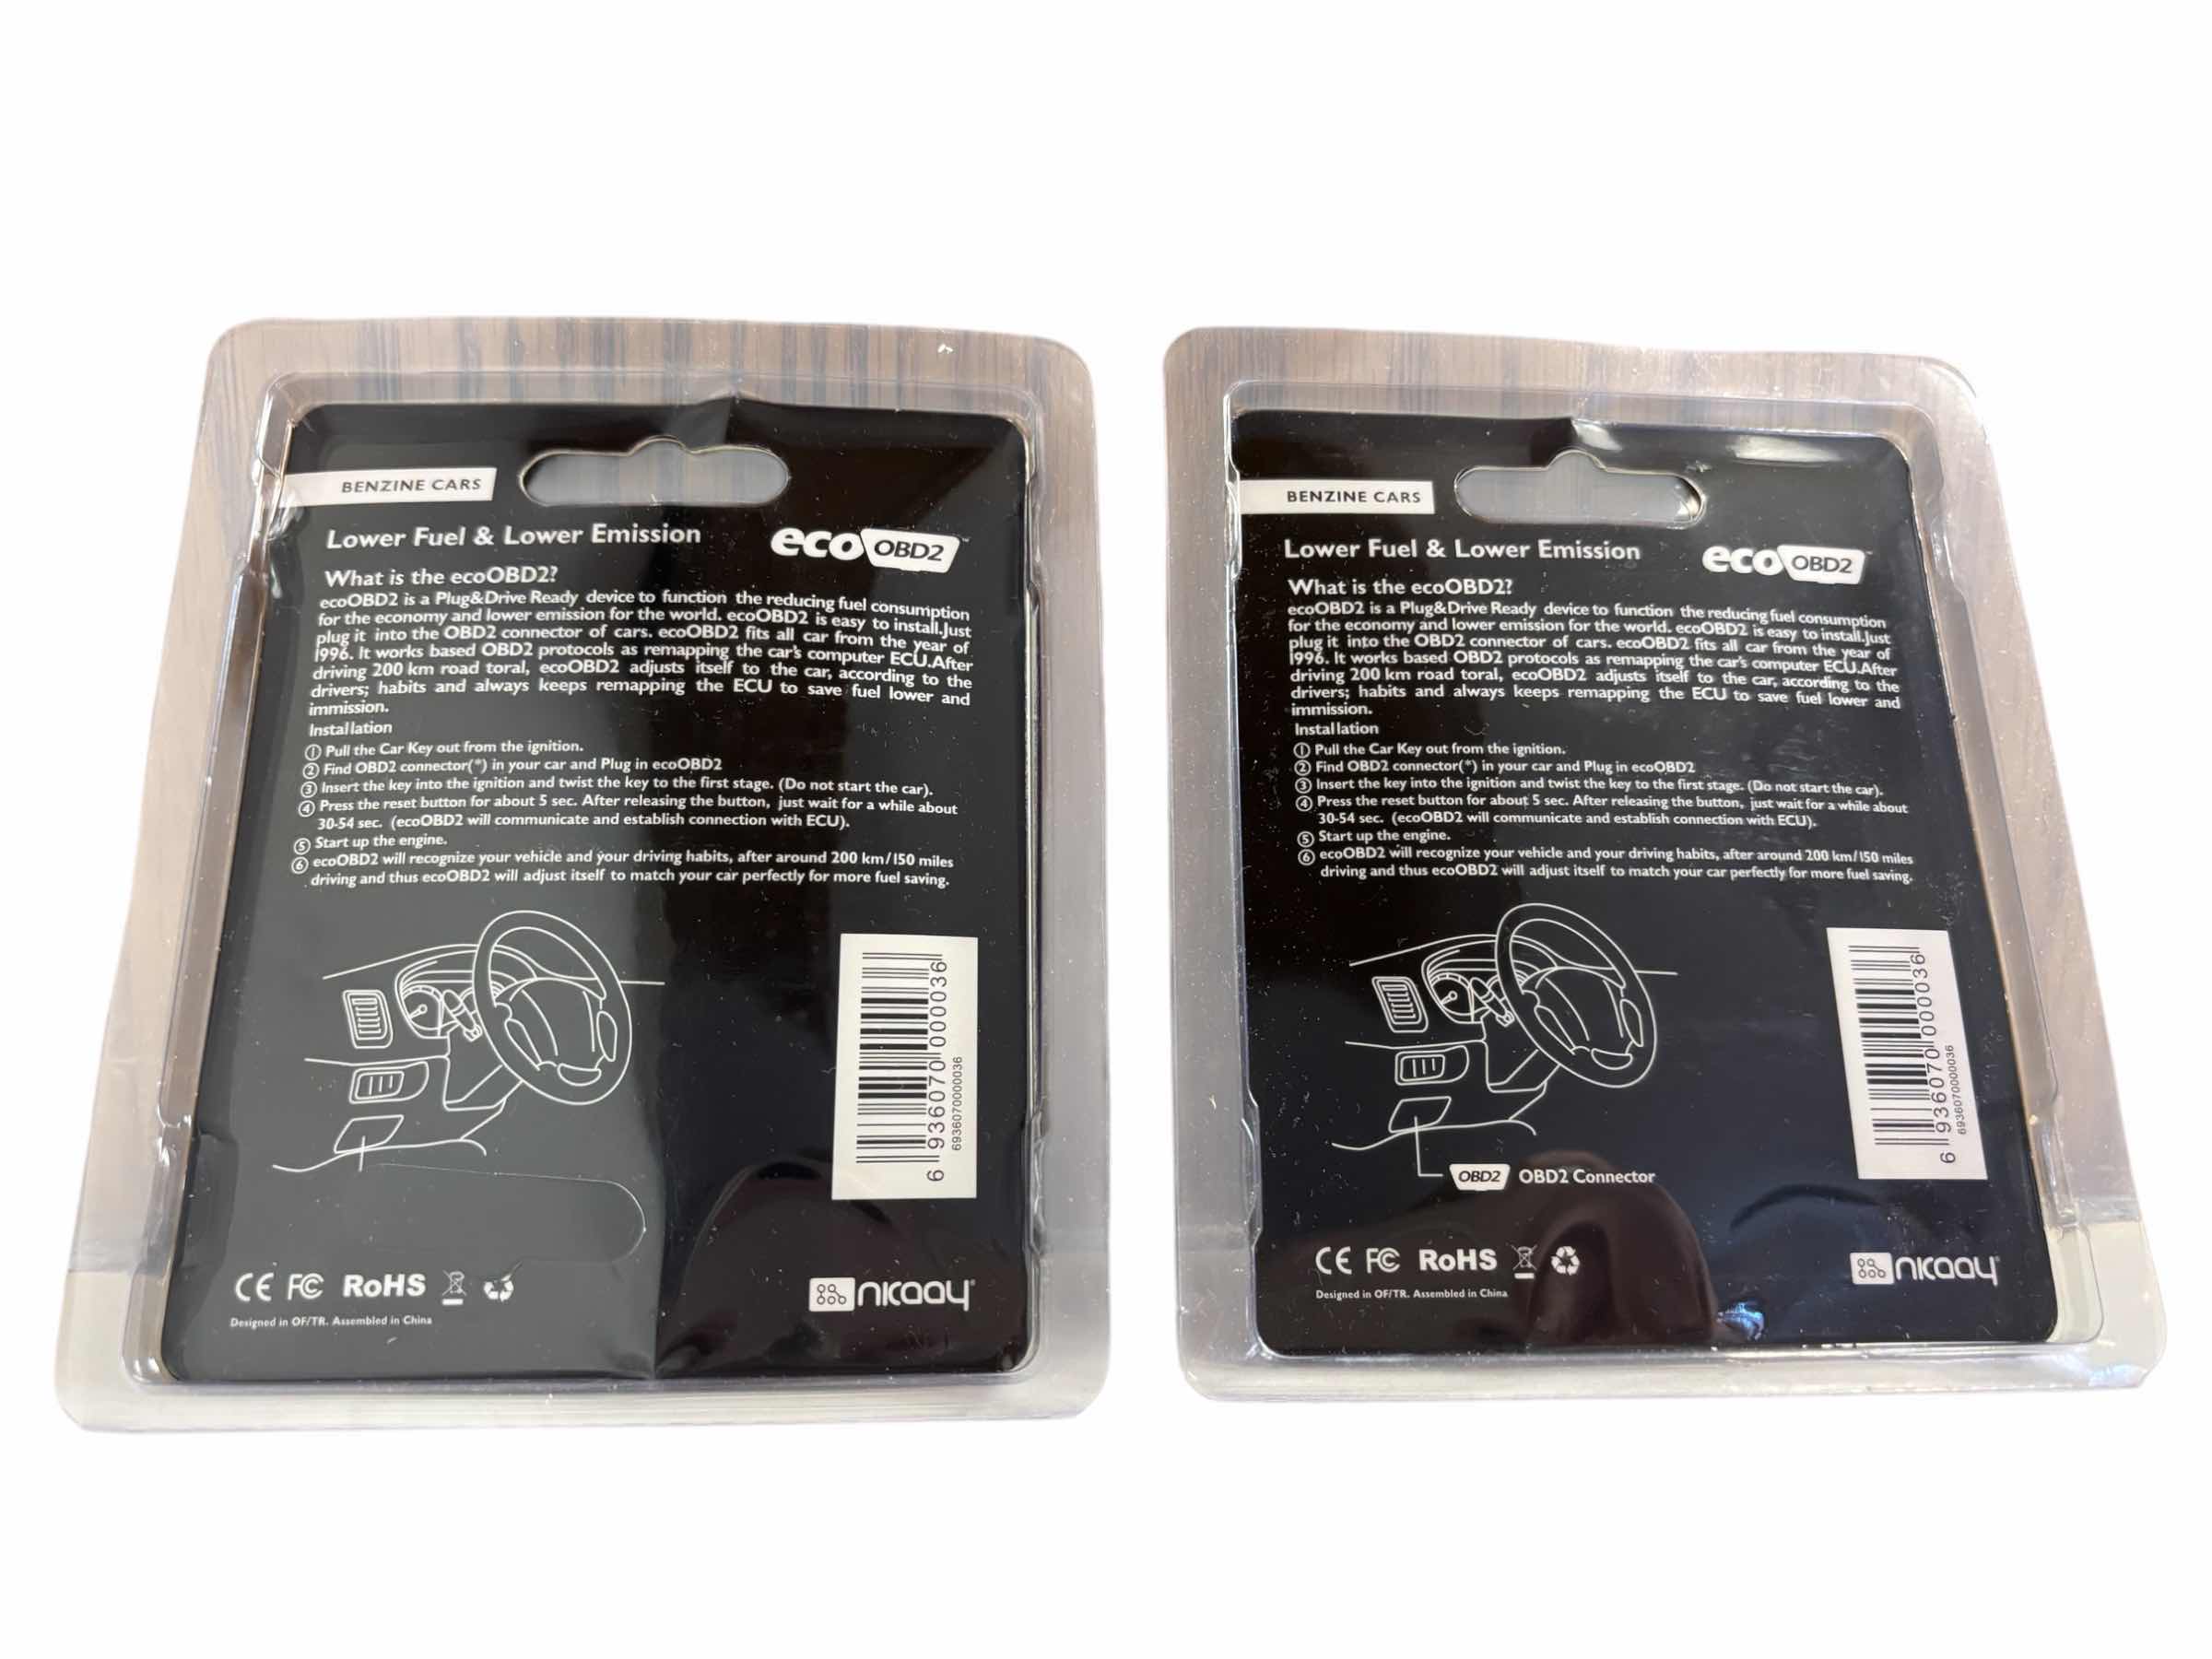 BENZINE CARS
Lower Fuel & Lower Emission
eco OBD2 ™
What is the ecoOBD2?
ecoOBD2 is a Plug&Drive Ready device to function the reducing fuel consumption
for the economy and lower emission for the world. ecoOBD2 is easy to install.Just
plug it into the OBD2 connector of cars. ecoOBD2 fits all car from the year of
1996. It works based OBD2 protocols as remapping the car's computer ECU.After
driving 200 km road toral, ecoOBD2 adjusts itself to the car, according to the
drivers; habits and always keeps remapping the ECU to save fuel lower and
immission.
Installation
① Pull the Car Key out from the ignition.
② Find OBD2 connector(*) in your car and Plug in ecoOBD2
③ Insert the key into the ignition and twist the key to the first stage. (Do not start the car).
④ Press the reset button for about 5 sec. After releasing the button, just wait for a while about
30-54 sec. (ecoOBD2 will communicate and establish connection with ECU).
⑤ Start up the engine.
⑥ ecoOBD2 will recognize your vehicle and your driving habits, after around 200 km/150 miles
driving and thus ecoOBD2 will adjust itself to match your car perfectly for more fuel saving.
6 936070 000036
6936070000036
CE FC RoHS
Designed in OF/TR. Assembled in China
nikaay®
BENZINE CARS
Lower Fuel & Lower Emission
eco OBD2 ™
What is the ecoOBD2?
ecoOBD2 is a Plug&Drive Ready device to function the reducing fuel consumption
for the economy and lower emission for the world. ecoOBD2 is easy to install.Just
plug it into the OBD2 connector of cars. ecoOBD2 fits all car from the year of
1996. It works based OBD2 protocols as remapping the car's computer ECU.After
driving 200 km road toral, ecoOBD2 adjusts itself to the car, according to the
drivers; habits and always keeps remapping the ECU to save fuel lower and
immission.
Installation
① Pull the Car Key out from the ignition.
② Find OBD2 connector(*) in your car and Plug in ecoOBD2
③ Insert the key into the ignition and twist the key to the first stage. (Do not start the car).
④ Press the reset button for about 5 sec. After releasing the button, just wait for a while about
30-54 sec. (ecoOBD2 will communicate and establish connection with ECU).
⑤ Start up the engine.
⑥ ecoOBD2 will recognize your vehicle and your driving habits, after around 200 km/150 miles
driving and thus ecoOBD2 will adjust itself to match your car perfectly for more fuel saving.
6 936070 000036
6936070000036
OBD2 OBD2 Connector
CE FC RoHS
Designed in OF/TR. Assembled in China
nikaay®